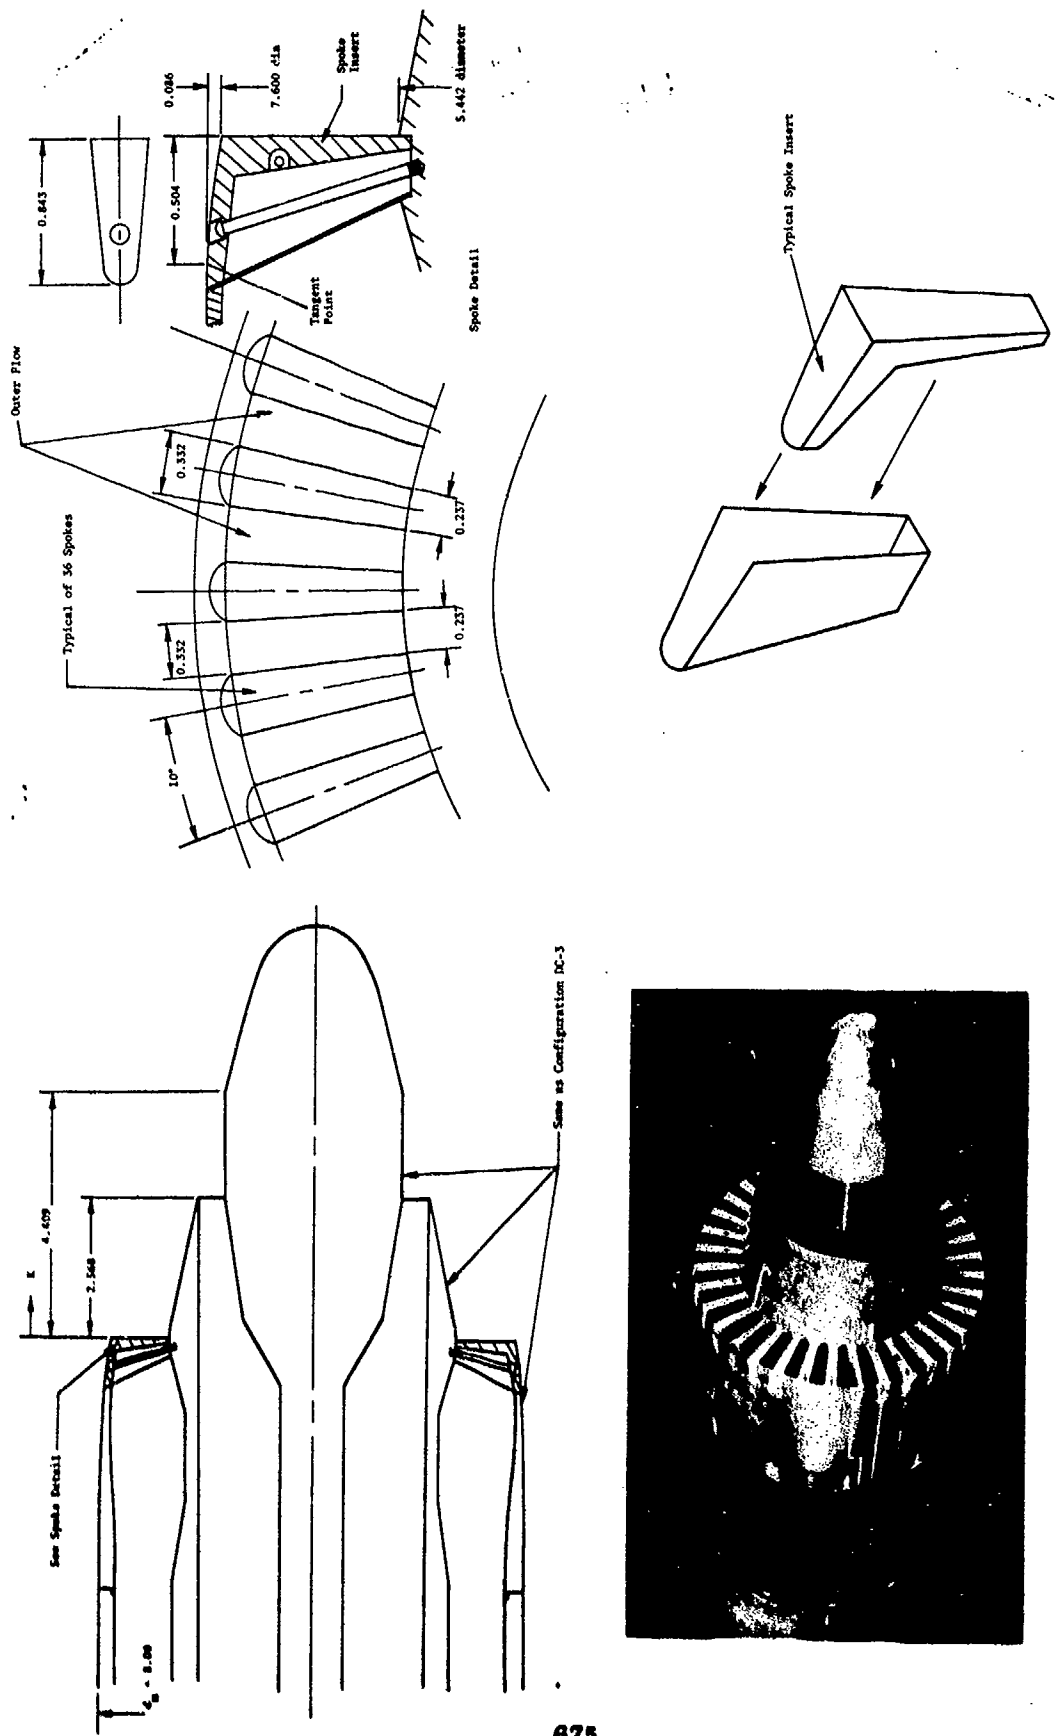 0.843
0.086
0.504
7.600 dia
Spoke
Insert
5.442 diameter
Tangent
Point
Spoke Detail
Outer Flow
Typical of 36 Spokes
0.332
0.332
0.237
0.237
10°
Typical Spoke Insert
See Spoke Detail
4.409
2.568
Same as Configuration DC-3
675